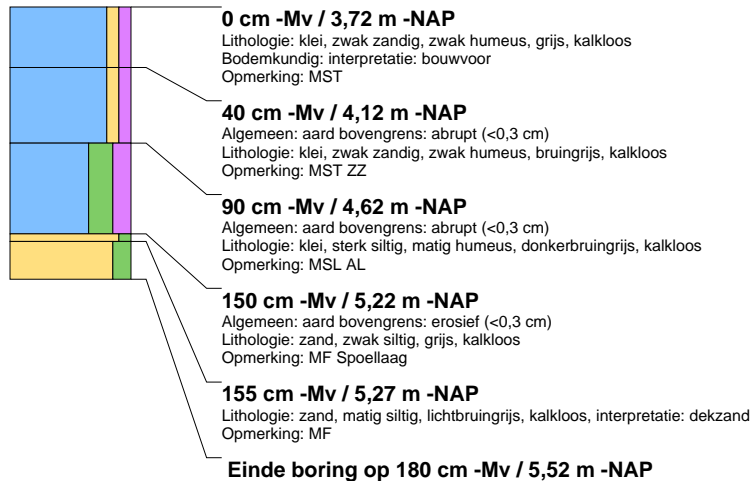 0 cm -Mv / 3,72 m -NAP
Lithologie: klei, zwak zandig, zwak humeus, grijs, kalkloos
Bodemkundig: interpretatie: bouwvoor
Opmerking: MST
40 cm -Mv / 4,12 m -NAP
Algemeen: aard bovengrens: abrupt (<0,3 cm)
Lithologie: klei, zwak zandig, zwak humeus, bruingrijs, kalkloos
Opmerking: MST ZZ
90 cm -Mv / 4,62 m -NAP
Algemeen: aard bovengrens: abrupt (<0,3 cm)
Lithologie: klei, sterk siltig, matig humeus, donkerbruingrijs, kalkloos
Opmerking: MSL AL
150 cm -Mv / 5,22 m -NAP
Algemeen: aard bovengrens: erosief (<0,3 cm)
Lithologie: zand, zwak siltig, grijs, kalkloos
Opmerking: MF Spoellaag
155 cm -Mv / 5,27 m -NAP
Lithologie: zand, matig siltig, lichtbruingrijs, kalkloos, interpretatie: dekzand
Opmerking: MF
Einde boring op 180 cm -Mv / 5,52 m -NAP